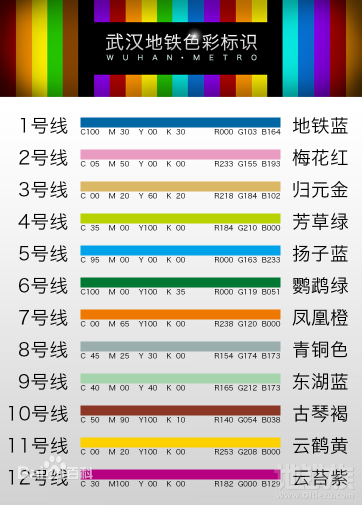 武汉地铁色彩标识
WUHAN·METRO
1号线 地铁蓝
C100 M 30 Y 00 K 30 R000 G103 B164
2号线 梅花红
C 05 M 50 Y 00 K 00 R233 G155 B193
3号线 归元金
C 00 M 20 Y 60 K 20 R218 G184 B102
4号线 芳草绿
C 35 M 00 Y100 K 00 R184 G210 B000
5号线 扬子蓝
C 95 M 00 Y 00 K 00 R000 G163 B233
6号线 鹦鹉绿
C100 M 00 Y100 K 35 R000 G119 B051
7号线 凤凰橙
C 00 M 65 Y100 K 00 R238 G120 B000
8号线 青铜色
C 45 M 25 Y 30 K 00 R154 G174 B173
9号线 东湖蓝
C 40 M 00 Y 40 K 00 R165 G212 B173
10号线 古琴褐
C 50 M 90 Y100 K 10 R140 G054 B038
11号线 云鹤黄
C 00 M 20 Y100 K 00 R253 G208 B000
12号线 云苔紫
C 30 M100 Y 00 K 00 R182 G000 B129